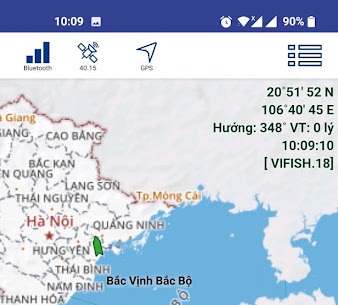 10:09
90%
Bluetooth
40.15
GPS
20°51' 52 N
106°40' 45 E
Hướng: 348° VT: 0 lý
10:09:10
[ VIFISH.18]
Giang
GIANG
CAO BẰNG
BẮC KẠN
QUANG
LẠNG SƠN
THÁI NGUYÊN
Tp.Móng Cái
Hà Nội
QUẢNG NINH
HƯNG YÊN
THÁI BÌNH
Bắc Vịnh Bắc Bộ
NAM ĐỊNH
THANH HÓA
BỘ